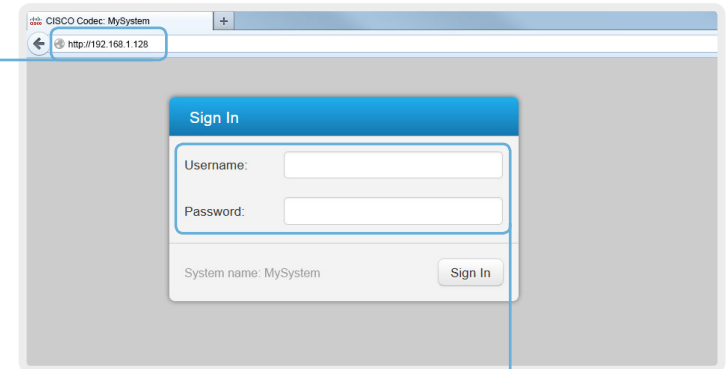 CISCO Codec: MySystem
+
http://192.168.1.128
Sign In
Username:
Password:
System name: MySystem
Sign In